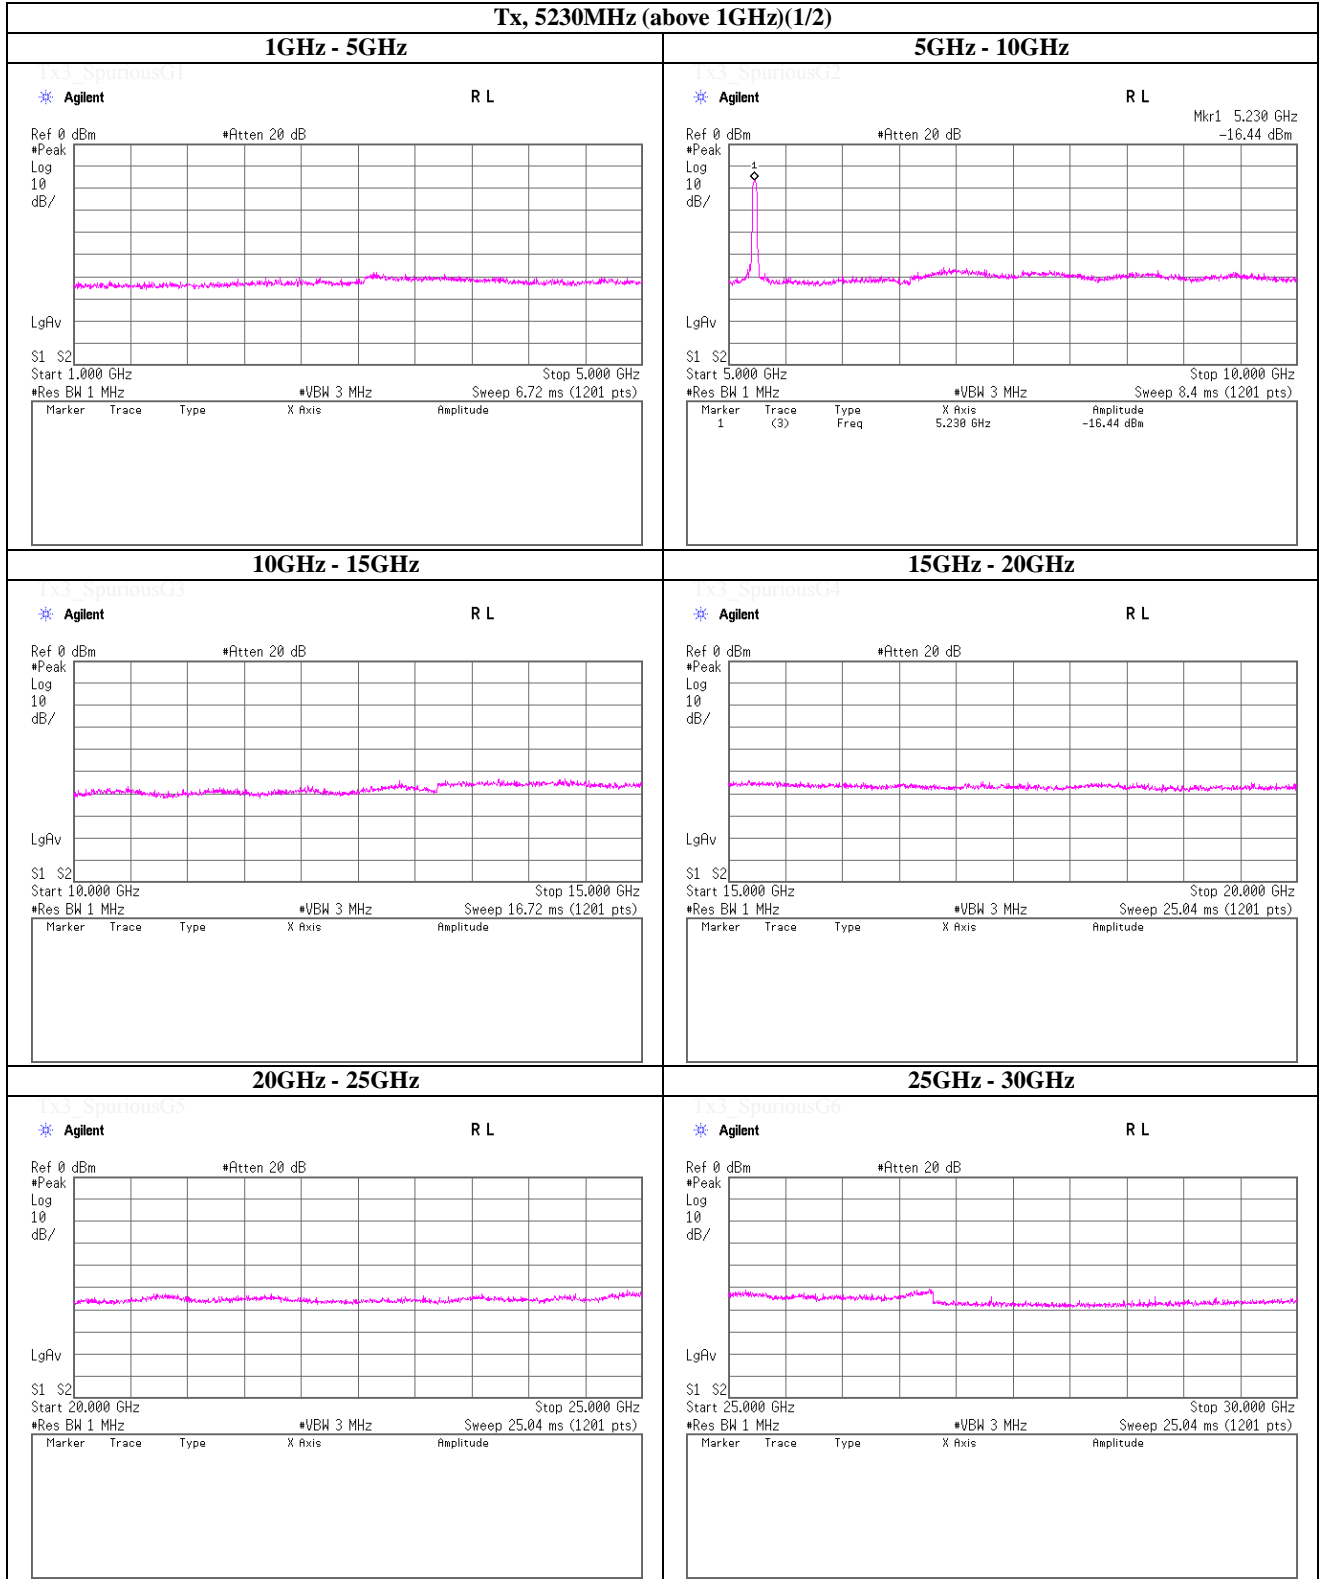 Tx, 5230MHz (above 1GHz)(1/2)
1GHz - 5GHz
Tx3_SpuriousG1
Agilent
R L
Ref 0 dBm #Atten 20 dB
#Peak
Log
10
dB/
LgAv
S1 S2
Start 1.000 GHz Stop 5.000 GHz
#Res BW 1 MHz #VBW 3 MHz Sweep 6.72 ms (1201 pts)
Marker Trace Type X Axis Amplitude
5GHz - 10GHz
Tx3_SpuriousG2
Agilent
R L
Mkr1 5.230 GHz
Ref 0 dBm #Atten 20 dB -16.44 dBm
#Peak
Log
10
dB/
1
LgAv
S1 S2
Start 5.000 GHz Stop 10.000 GHz
#Res BW 1 MHz #VBW 3 MHz Sweep 8.4 ms (1201 pts)
Marker Trace Type X Axis Amplitude
1 (3) Freq 5.230 GHz -16.44 dBm
10GHz - 15GHz
Tx3_SpuriousG3
Agilent
R L
Ref 0 dBm #Atten 20 dB
#Peak
Log
10
dB/
LgAv
S1 S2
Start 10.000 GHz Stop 15.000 GHz
#Res BW 1 MHz #VBW 3 MHz Sweep 16.72 ms (1201 pts)
Marker Trace Type X Axis Amplitude
15GHz - 20GHz
Tx3_SpuriousG4
Agilent
R L
Ref 0 dBm #Atten 20 dB
#Peak
Log
10
dB/
LgAv
S1 S2
Start 15.000 GHz Stop 20.000 GHz
#Res BW 1 MHz #VBW 3 MHz Sweep 25.04 ms (1201 pts)
Marker Trace Type X Axis Amplitude
20GHz - 25GHz
Tx3_SpuriousG5
Agilent
R L
Ref 0 dBm #Atten 20 dB
#Peak
Log
10
dB/
LgAv
S1 S2
Start 20.000 GHz Stop 25.000 GHz
#Res BW 1 MHz #VBW 3 MHz Sweep 25.04 ms (1201 pts)
Marker Trace Type X Axis Amplitude
25GHz - 30GHz
Tx3_SpuriousG6
Agilent
R L
Ref 0 dBm #Atten 20 dB
#Peak
Log
10
dB/
LgAv
S1 S2
Start 25.000 GHz Stop 30.000 GHz
#Res BW 1 MHz #VBW 3 MHz Sweep 25.04 ms (1201 pts)
Marker Trace Type X Axis Amplitude